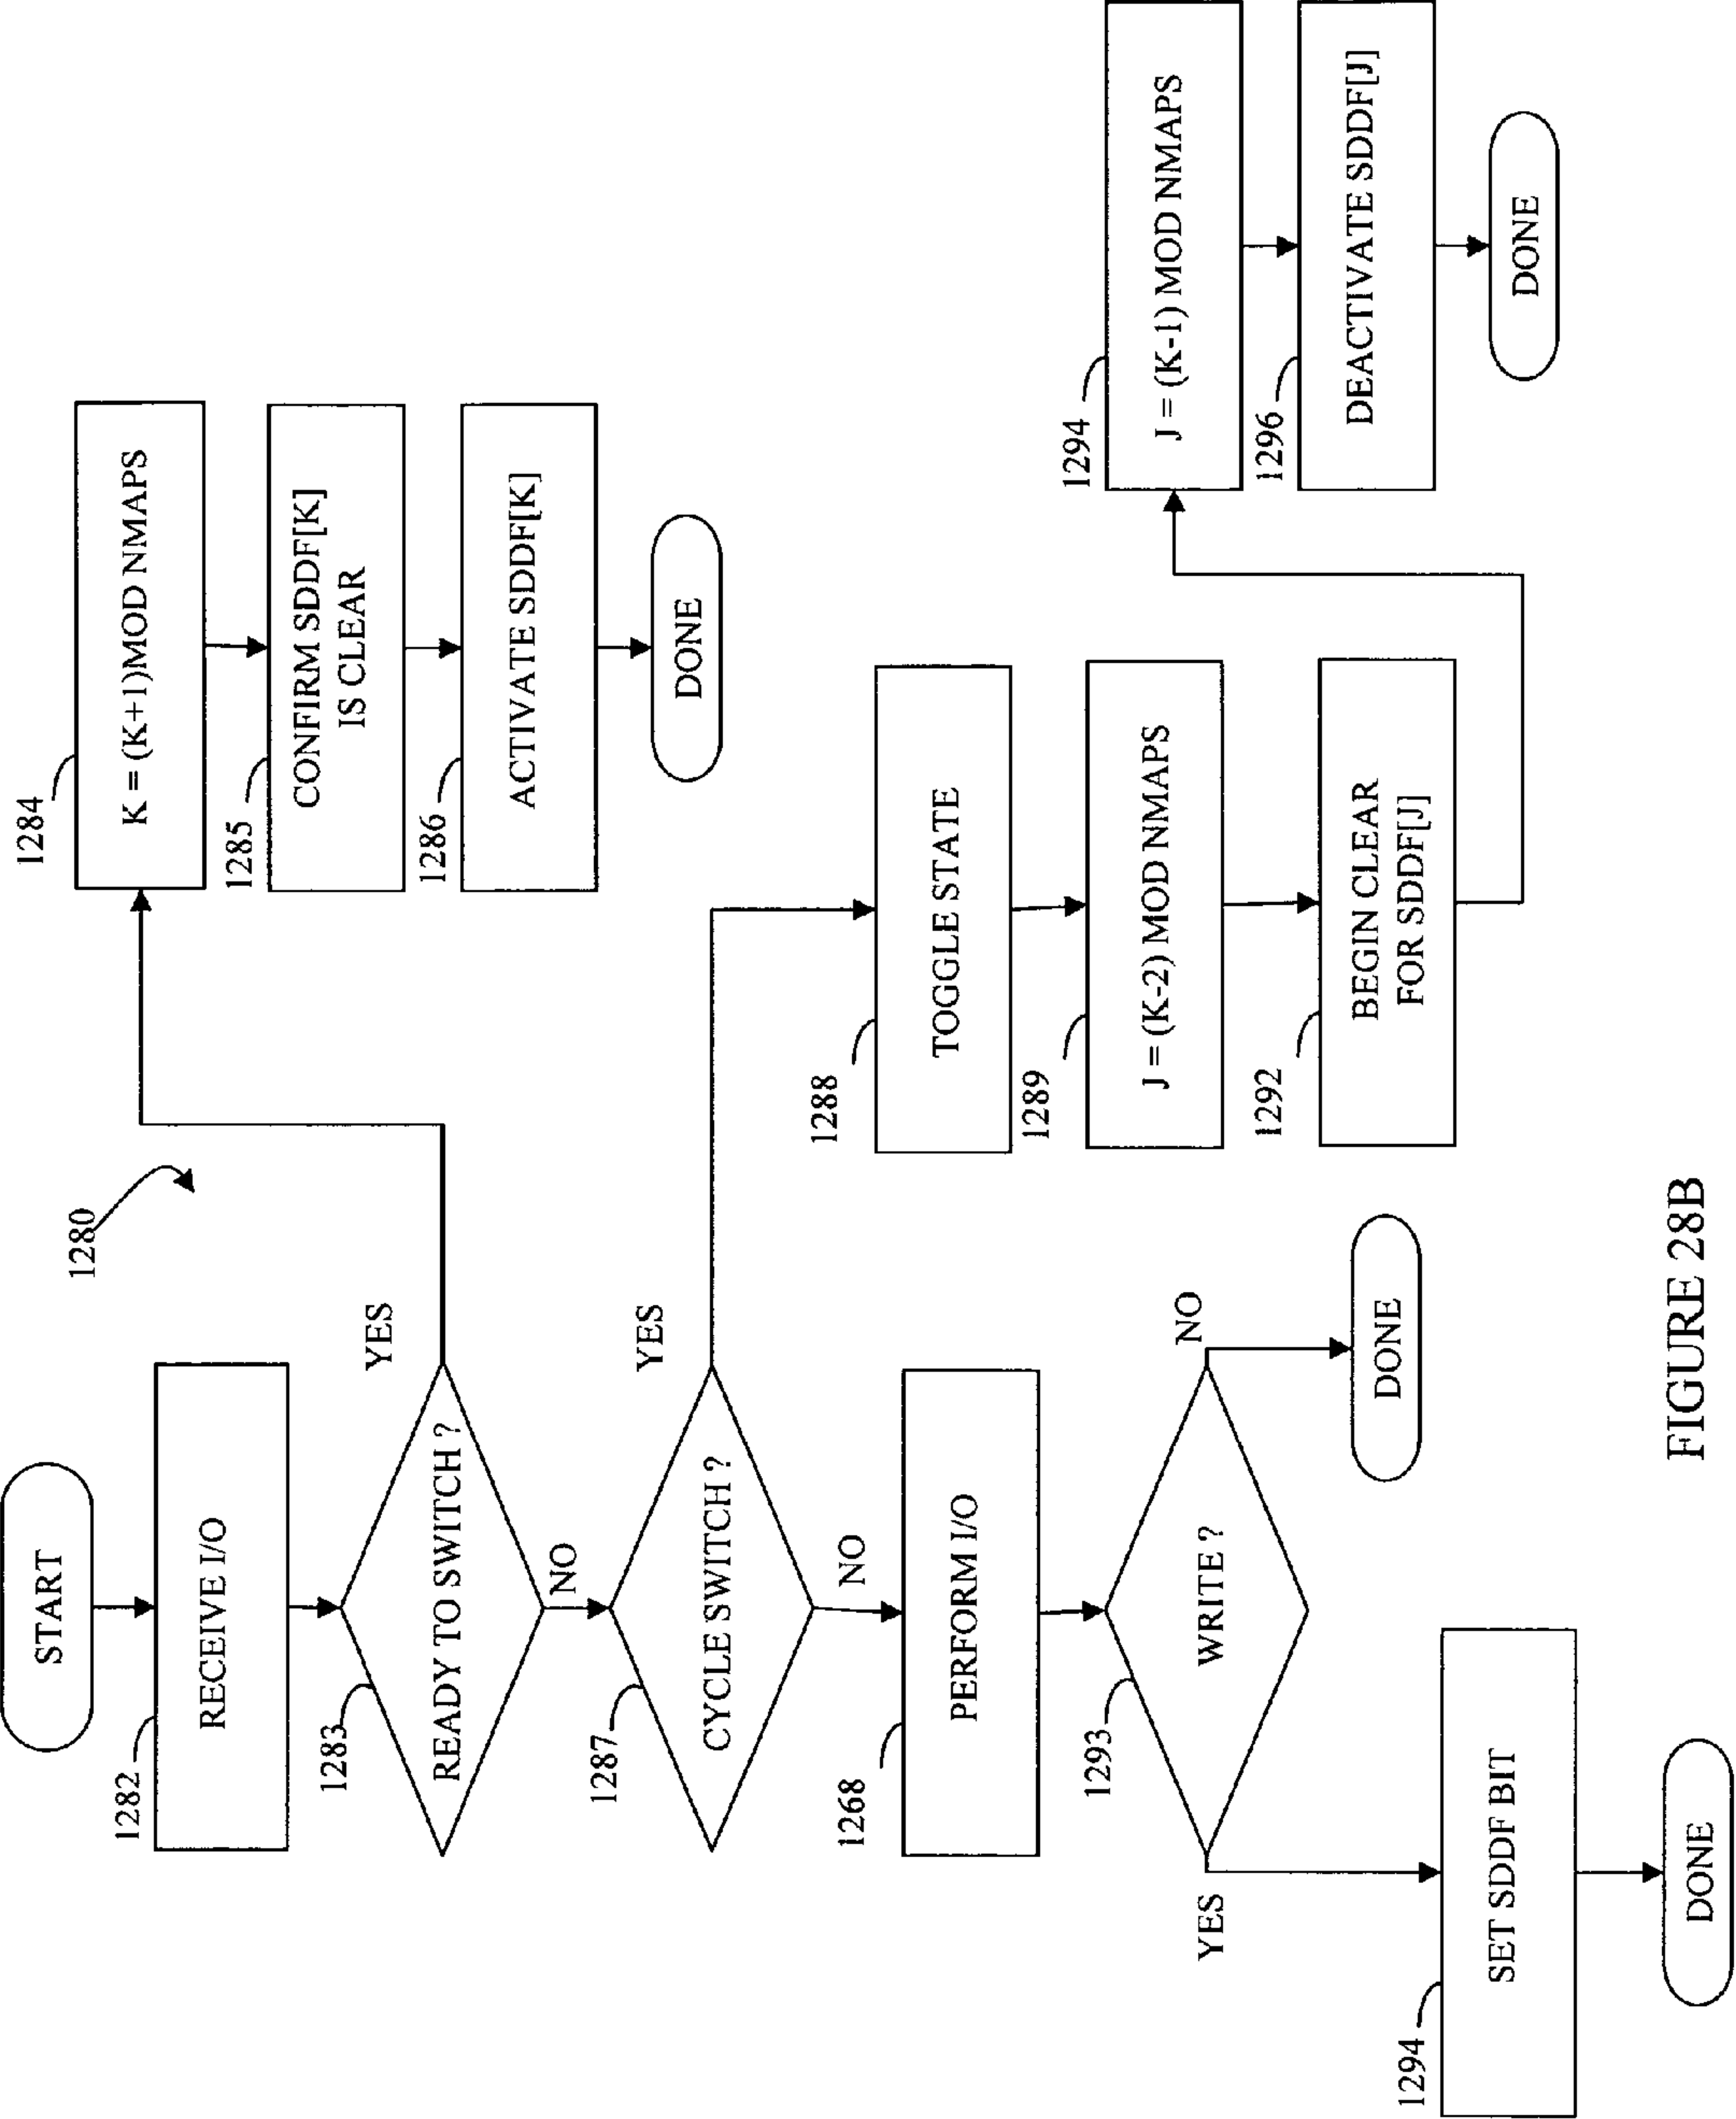 START
1282
RECEIVE I/O
1280
1283
READY TO SWITCH ?
YES
NO
1284
K = (K+1)MOD NMAPS
1285
CONFIRM SDDF[K]
IS CLEAR
1286
ACTIVATE SDDF[K]
DONE
1287
CYCLE SWITCH ?
YES
NO
1288
TOGGLE STATE
1289
J = (K-2) MOD NMAPS
1292
BEGIN CLEAR
FOR SDDF[J]
1294
J = (K-1) MOD NMAPS
1296
DEACTIVATE SDDF[J]
DONE
1268
PERFORM I/O
1293
WRITE ?
YES
NO
DONE
1294
SET SDDF BIT
DONE
FIGURE 28B